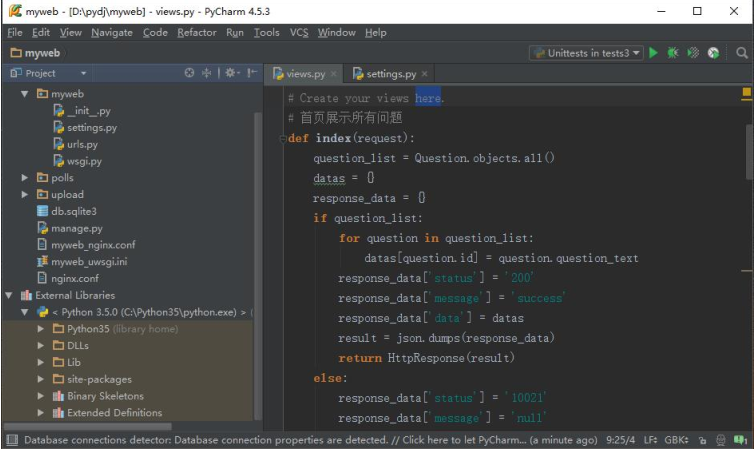 myweb - [D:\pydj\myweb] - views.py - PyCharm 4.5.3
File Edit View Navigate Code Refactor Run Tools VCS Window Help
myweb
Unittests in tests3
Project
views.py
settings.py
myweb
__init__.py
settings.py
urls.py
wsgi.py
polls
upload
db.sqlite3
manage.py
myweb_nginx.conf
myweb_uwsgi.ini
nginx.conf
External Libraries
< Python 3.5.0 (C:\Python35\python.exe) > (
Python35 (library home)
DLLs
Lib
site-packages
Binary Skeletons
Extended Definitions
# Create your views here.
# 首页展示所有问题
def index(request):
question_list = Question.objects.all()
datas = {}
response_data = {}
if question_list:
for question in question_list:
datas[question.id] = question.question_text
response_data['status'] = '200'
response_data['message'] = 'success'
response_data['data'] = datas
result = json.dumps(response_data)
return HttpResponse(result)
else:
response_data['status'] = '10021'
response_data['message'] = 'null'
Database connections detector: Database connection properties are detected. // Click here to let PyCharm... (a minute ago) 9:25/4 LF÷ GBK÷ 1